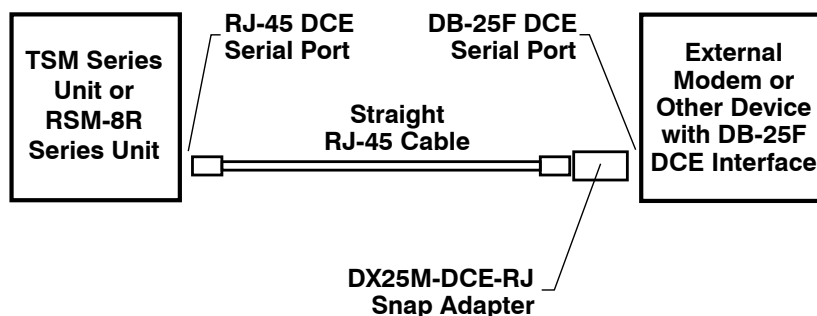 TSM Series
Unit or
RSM-8R
Series Unit
RJ-45 DCE
Serial Port
Straight
RJ-45 Cable
DB-25F DCE
Serial Port
External
Modem or
Other Device
with DB-25F
DCE Interface
DX25M-DCE-RJ
Snap Adapter